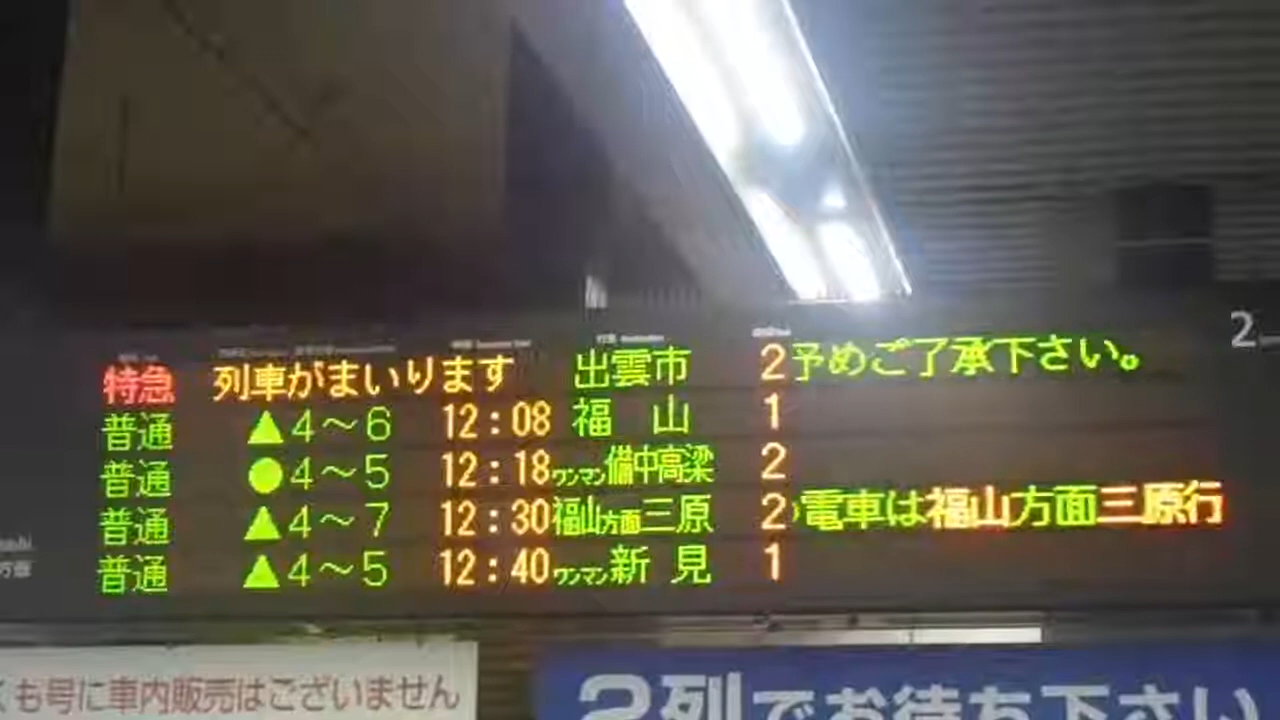 特急 列車がまいります 出雲市 2 予めご了承下さい。
普通 ▲4～6 12:08 福 山 1
普通 ●4～5 12:18 ワンマン備中高梁 2
普通 ▲4～7 12:30 福山方面三原 2 電車は福山方面三原行
普通 ▲4～5 12:40 ワンマン新 見 1
2
も号に車内販売はございません
2列でお待ち下さい